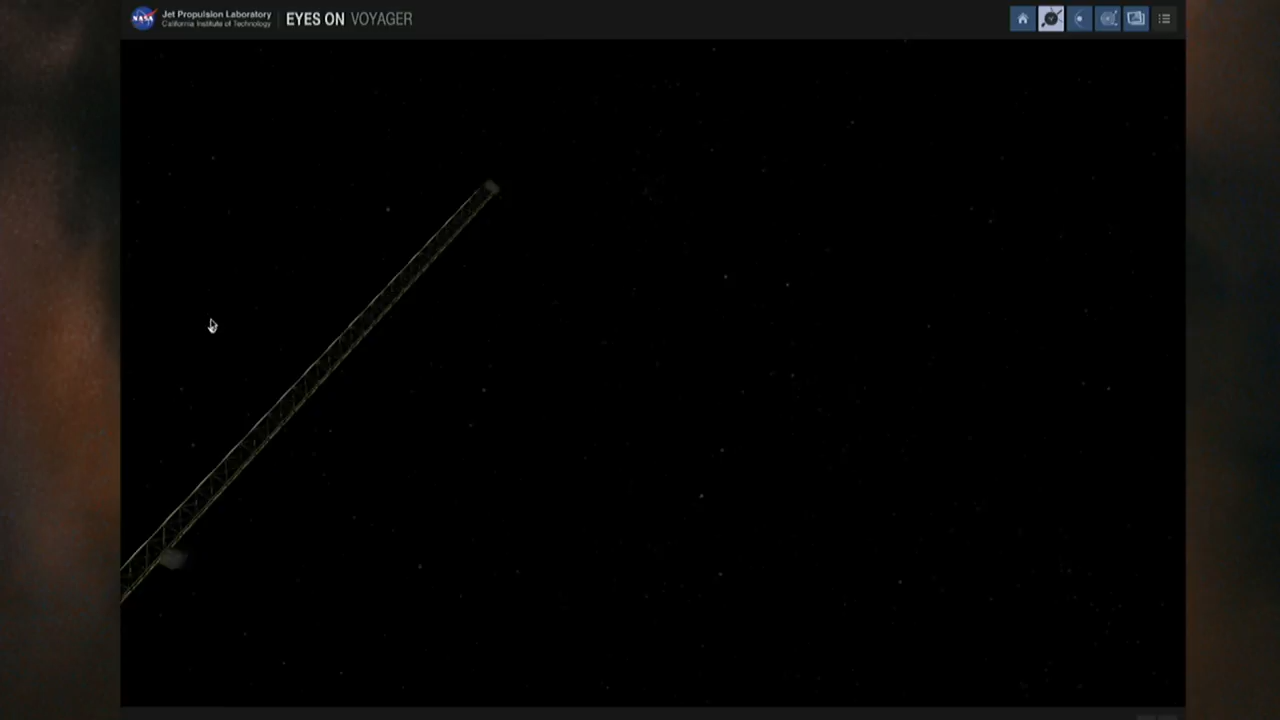 NASA
Jet Propulsion Laboratory
California Institute of Technology
EYES ON VOYAGER